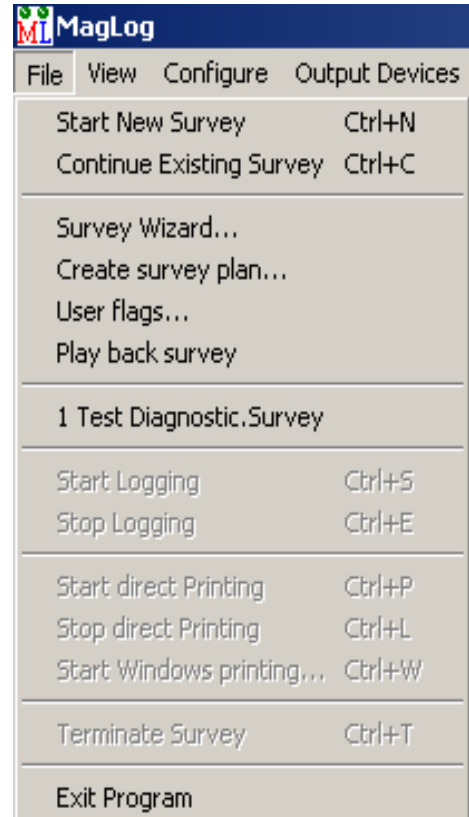 ML MagLog
File View Configure Output Devices
Start New Survey Ctrl+N
Continue Existing Survey Ctrl+C
Survey Wizard...
Create survey plan...
User flags...
Play back survey
1 Test Diagnostic.Survey
Start Logging Ctrl+S
Stop Logging Ctrl+E
Start direct Printing Ctrl+P
Stop direct Printing Ctrl+L
Start Windows printing... Ctrl+W
Terminate Survey Ctrl+T
Exit Program